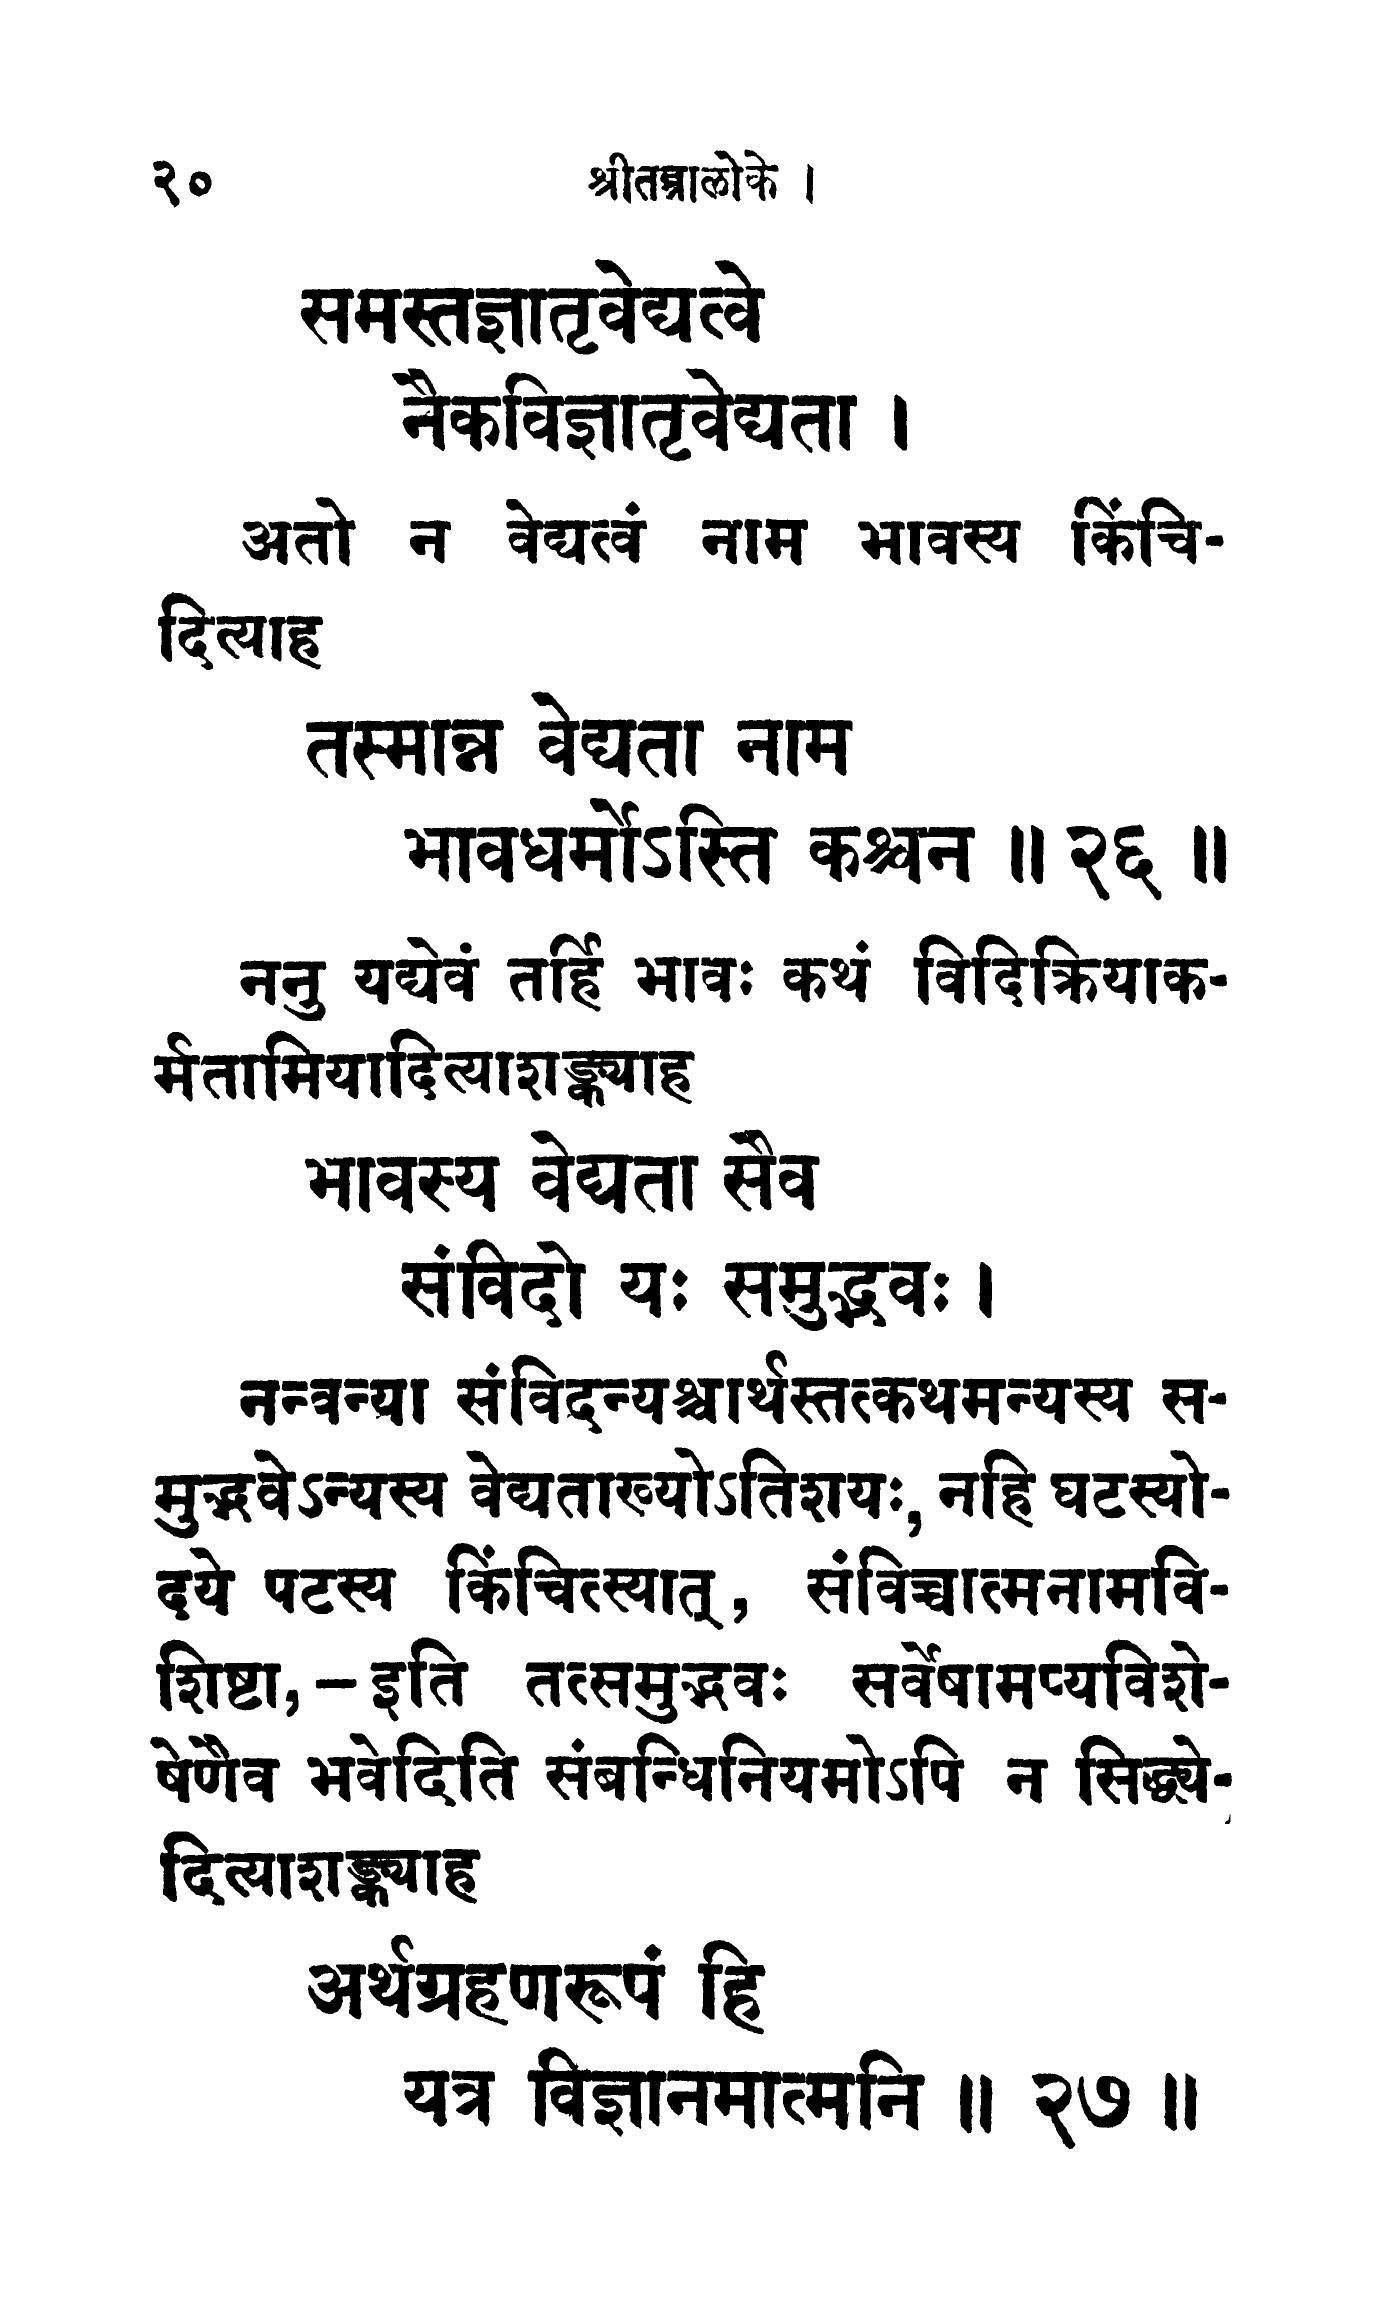 २० श्रीतन्त्रालोके ।
समस्तज्ञातृवेद्यत्वे
नैकविज्ञातृवेद्यता ।
अतो न वेद्यत्वं नाम भावस्य किंचि-
दित्याह
तस्मान्न वेद्यता नाम
भावधर्मोऽस्ति कश्चन ॥ २६ ॥
ननु यद्येवं तर्हि भावः कथं विदिक्रियाक-
र्मतामियादित्याशङ्क्याह
भावस्य वेद्यता सैव
संविदो यः समुद्भवः ।
नन्वन्या संविदन्यश्चार्थस्तत्कथमन्यस्य स-
मुद्भवेऽन्यस्य वेद्यताख्योऽतिशयः, नहि घटस्यो-
दये पटस्य किंचित्स्यात्, संविच्चात्मनामवि-
शिष्टा, – इति तत्समुद्भवः सर्वेषामप्यविशे-
षेणैव भवेदिति संबन्धिनियमोऽपि न सिद्ध्ये-
दित्याशङ्क्याह
अर्थग्रहणरूपं हि
यत्र विज्ञानमात्मनि ॥ २७ ॥